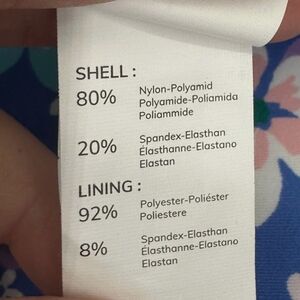 SHELL :
80% Nylon-Polyamid
Polyamide-Poliamida
Poliammide
20% Spandex-Elasthan
Élasthanne-Elastano
Elastan
LINING :
92% Polyester-Poliéster
Poliestere
8% Spandex-Elasthan
Élasthanne-Elastano
Elastan